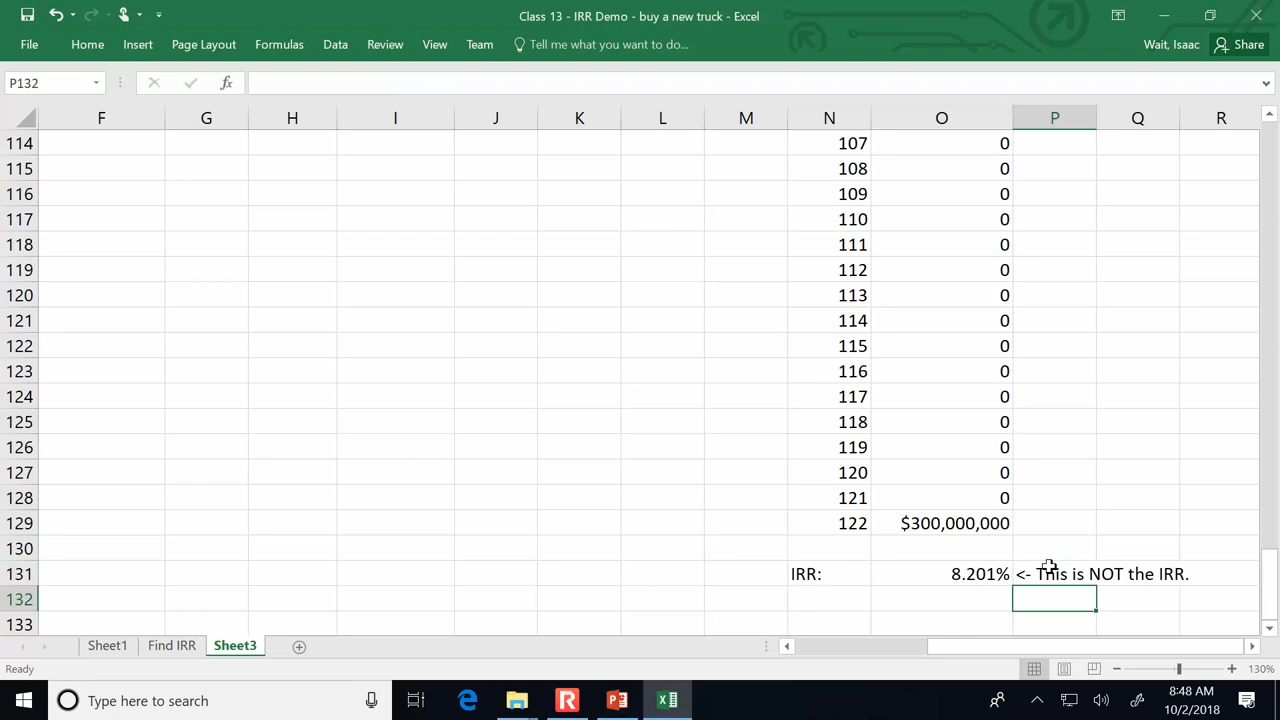 Class 13 - IRR Demo - buy a new truck - Excel
File Home Insert Page Layout Formulas Data Review View Team Tell me what you want to do... Wait, Isaac Share
P132 fx
F G H I J K L M N O P Q R
114 107 0
115 108 0
116 109 0
117 110 0
118 111 0
119 112 0
120 113 0
121 114 0
122 115 0
123 116 0
124 117 0
125 118 0
126 119 0
127 120 0
128 121 0
129 122 $300,000,000
130
131 IRR: 8.201% <- This is NOT the IRR.
132
133
Sheet1 Find IRR Sheet3
Ready 130%
Type here to search 8:48 AM
10/2/2018